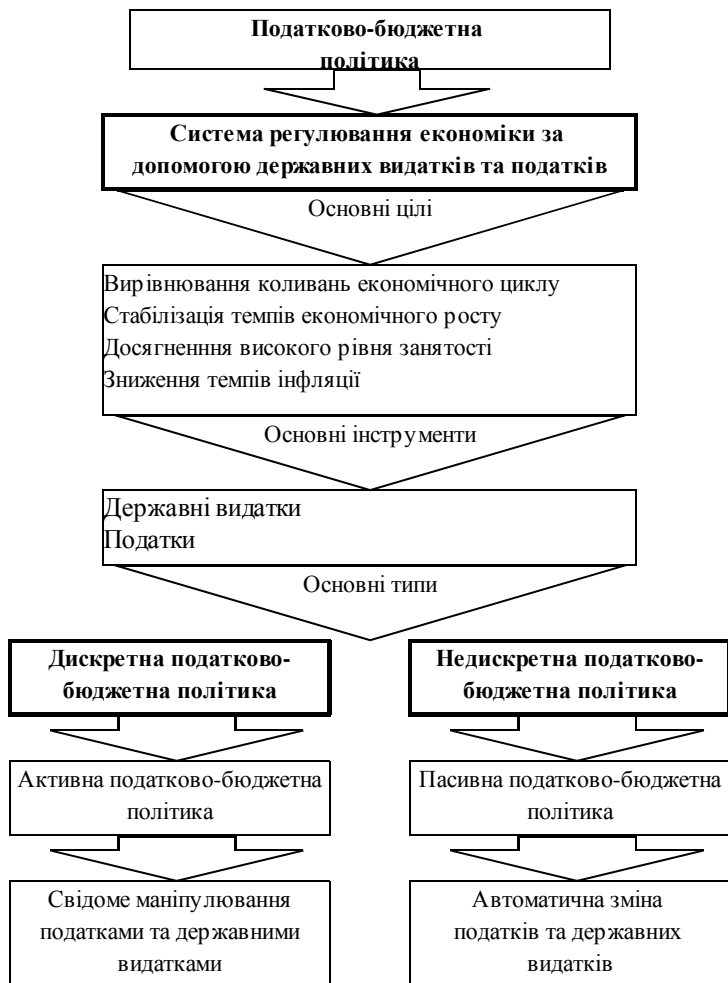 Податково-бюджетна
політика
Система регулювання економіки за
допомогою державних видатків та податків
Основні цілі
Вирівнювання коливань економічного циклу
Стабілізація темпів економічного росту
Досягненння високого рівня занятості
Зниження темпів інфляції
Основні інструменти
Державні видатки
Податки
Основні типи
Дискретна податково-
бюджетна політика
Активна податково-бюджетна
політика
Свідоме маніпулювання
податками та державними
видатками
Недискретна податково-
бюджетна політика
Пасивна податково-бюджетна
політика
Автоматична зміна
податків та державних
видатків